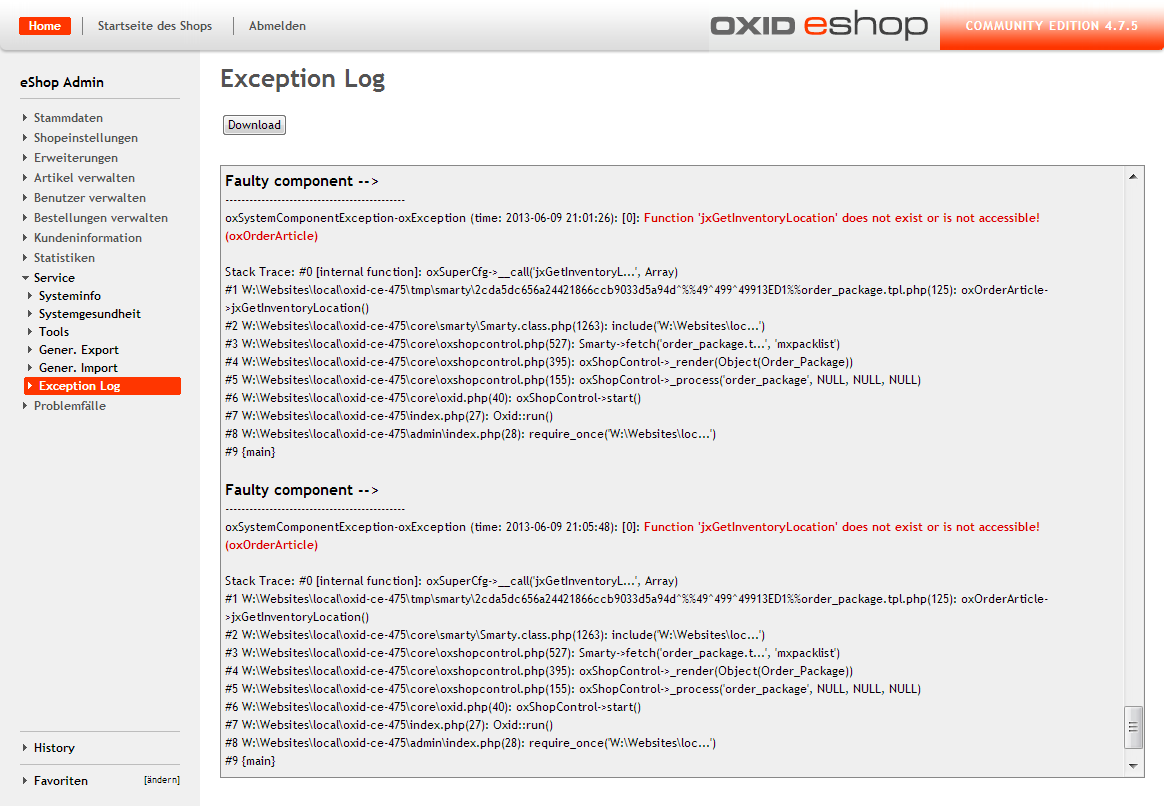 Home
Startseite des Shops
Abmelden
OXID eshop
COMMUNITY EDITION 4.7.5
eShop Admin
Stammdaten
Shopeinstellungen
Erweiterungen
Artikel verwalten
Benutzer verwalten
Bestellungen verwalten
Kundeninformation
Statistiken
Service
Systeminfo
Systemgesundheit
Tools
Gener. Export
Gener. Import
Exception Log
Problemfälle
History
Favoriten [ändern]
Exception Log
Download
Faulty component -->
---------------------------------------------
oxSystemComponentException-oxException (time: 2013-06-09 21:01:26): [0]: Function 'jxGetInventoryLocation' does not exist or is not accessible!
(oxOrderArticle)
Stack Trace: #0 [internal function]: oxSuperCfg->__call('jxGetInventoryL...', Array)
#1 W:\Websites\local\oxid-ce-475\tmp\smarty\2cda5dc656a24421866ccb9033d5a94d^%%49^499^49913ED1%%order_package.tpl.php(125): oxOrderArticle-
>jxGetInventoryLocation()
#2 W:\Websites\local\oxid-ce-475\core\smarty\Smarty.class.php(1263): include('W:\Websites\loc...')
#3 W:\Websites\local\oxid-ce-475\core\oxshopcontrol.php(527): Smarty->fetch('order_package.t...', 'mxpacklist')
#4 W:\Websites\local\oxid-ce-475\core\oxshopcontrol.php(395): oxShopControl->_render(Object(Order_Package))
#5 W:\Websites\local\oxid-ce-475\core\oxshopcontrol.php(155): oxShopControl->_process('order_package', NULL, NULL, NULL)
#6 W:\Websites\local\oxid-ce-475\core\oxid.php(40): oxShopControl->start()
#7 W:\Websites\local\oxid-ce-475\index.php(27): Oxid::run()
#8 W:\Websites\local\oxid-ce-475\admin\index.php(28): require_once('W:\Websites\loc...')
#9 {main}
Faulty component -->
---------------------------------------------
oxSystemComponentException-oxException (time: 2013-06-09 21:05:48): [0]: Function 'jxGetInventoryLocation' does not exist or is not accessible!
(oxOrderArticle)
Stack Trace: #0 [internal function]: oxSuperCfg->__call('jxGetInventoryL...', Array)
#1 W:\Websites\local\oxid-ce-475\tmp\smarty\2cda5dc656a24421866ccb9033d5a94d^%%49^499^49913ED1%%order_package.tpl.php(125): oxOrderArticle-
>jxGetInventoryLocation()
#2 W:\Websites\local\oxid-ce-475\core\smarty\Smarty.class.php(1263): include('W:\Websites\loc...')
#3 W:\Websites\local\oxid-ce-475\core\oxshopcontrol.php(527): Smarty->fetch('order_package.t...', 'mxpacklist')
#4 W:\Websites\local\oxid-ce-475\core\oxshopcontrol.php(395): oxShopControl->_render(Object(Order_Package))
#5 W:\Websites\local\oxid-ce-475\core\oxshopcontrol.php(155): oxShopControl->_process('order_package', NULL, NULL, NULL)
#6 W:\Websites\local\oxid-ce-475\core\oxid.php(40): oxShopControl->start()
#7 W:\Websites\local\oxid-ce-475\index.php(27): Oxid::run()
#8 W:\Websites\local\oxid-ce-475\admin\index.php(28): require_once('W:\Websites\loc...')
#9 {main}